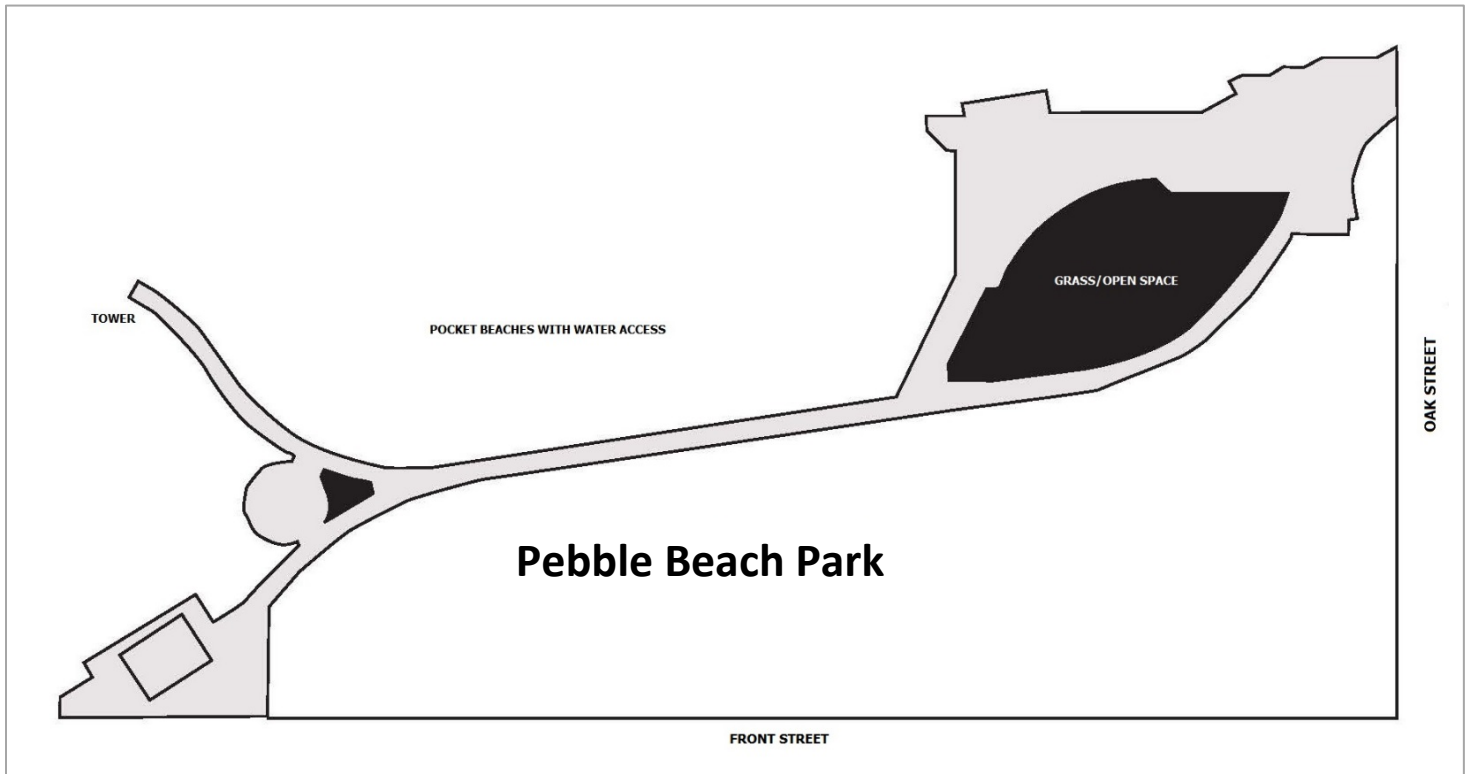 GRASS/OPEN SPACE
TOWER
POCKET BEACHES WITH WATER ACCESS
OAK STREET
Pebble Beach Park
FRONT STREET